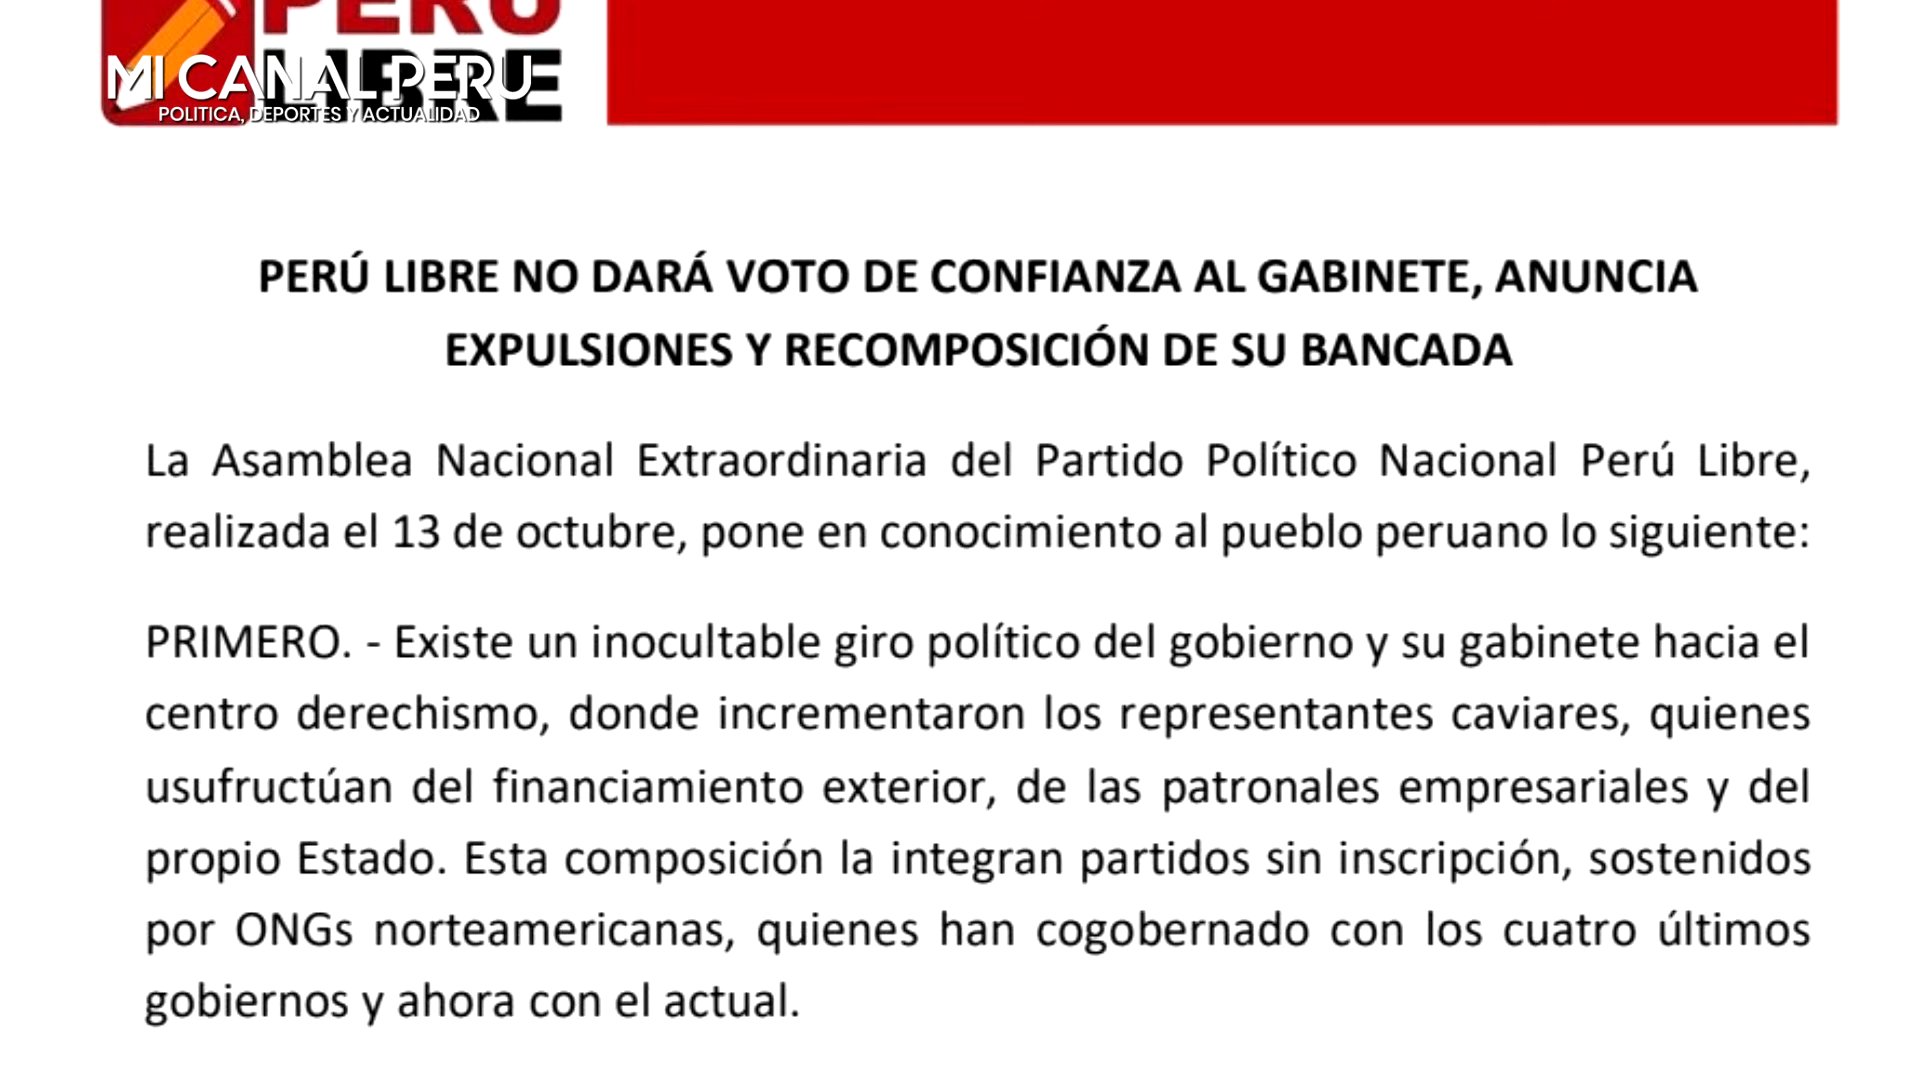 PERÚ
LIBRE
MI CANAL PERU
POLITICA, DEPORTES Y ACTUALIDAD
PERÚ LIBRE NO DARÁ VOTO DE CONFIANZA AL GABINETE, ANUNCIA
EXPULSIONES Y RECOMPOSICIÓN DE SU BANCADA
La Asamblea Nacional Extraordinaria del Partido Político Nacional Perú Libre,
realizada el 13 de octubre, pone en conocimiento al pueblo peruano lo siguiente:
PRIMERO. - Existe un inocultable giro político del gobierno y su gabinete hacia el
centro derechismo, donde incrementaron los representantes caviares, quienes
usufructúan del financiamiento exterior, de las patronales empresariales y del
propio Estado. Esta composición la integran partidos sin inscripción, sostenidos
por ONGs norteamericanas, quienes han cogobernado con los cuatro últimos
gobiernos y ahora con el actual.